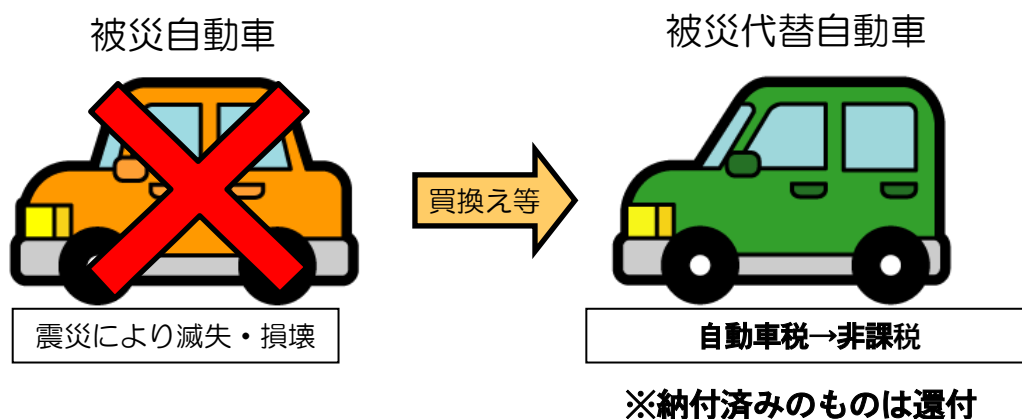 被災自動車
被災代替自動車
買換え等
震災により滅失・損壊
自動車税→非課税
※納付済みのものは還付